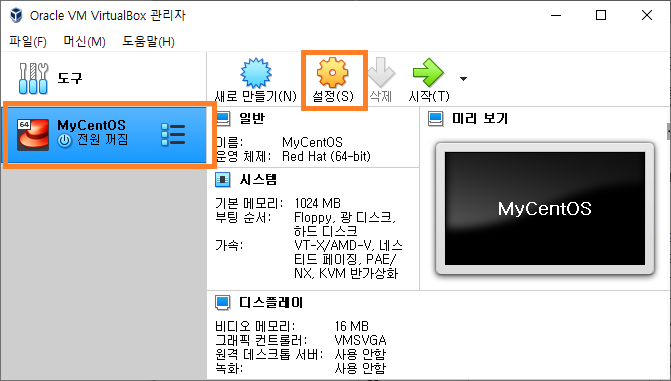 Oracle VM VirtualBox 관리자
파일(F) 머신(M) 도움말(H)
도구
새로 만들기(N) 설정(S) 삭제 시작(T)
64
MyCentOS
전원 꺼짐
일반
이름: MyCentOS
운영 체제: Red Hat (64-bit)
시스템
기본 메모리: 1024 MB
부팅 순서: Floppy, 광 디스크,
하드 디스크
가속: VT-X/AMD-V, 네스
티드 페이징, PAE/
NX, KVM 반가상화
디스플레이
비디오 메모리: 16 MB
그래픽 컨트롤러: VMSVGA
원격 데스크톱 서버: 사용 안함
녹화: 사용 안함
미리 보기
MyCentOS